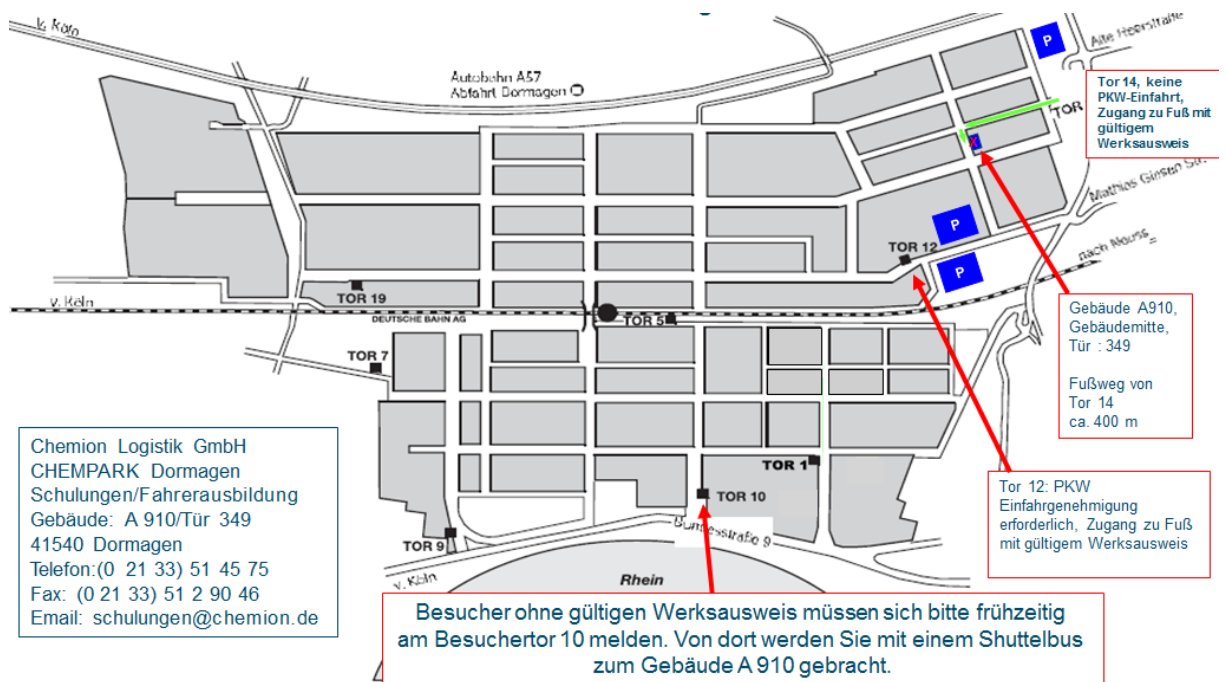 v. Köln
Autobahn A57
Abfahrt Dormagen
P
Alte Heerstraße
Tor 14, keine
PKW-Einfahrt,
Zugang zu Fuß mit
gültigem
Werksausweis
TOR
X
Mathias Giesen Str.
P
TOR 12
P
nach Neuss
v. Köln
TOR 19
DEUTSCHE BAHN AG
TOR 5
TOR 7
Gebäude A910,
Gebäudemitte,
Tür : 349
Fußweg von
Tor 14
ca. 400 m
Chemion Logistik GmbH
CHEMPARK Dormagen
Schulungen/Fahrerausbildung
Gebäude: A 910/Tür 349
41540 Dormagen
Telefon:(0 21 33) 51 45 75
Fax: (0 21 33) 51 2 90 46
Email: schulungen@chemion.de
TOR 1
TOR 10
TOR 9
Bundesstraße 9
v. Köln
Rhein
Tor 12: PKW
Einfahrgenehmigung
erforderlich, Zugang zu Fuß
mit gültigem Werksausweis
Besucher ohne gültigen Werksausweis müssen sich bitte frühzeitig
am Besuchertor 10 melden. Von dort werden Sie mit einem Shuttelbus
zum Gebäude A 910 gebracht.